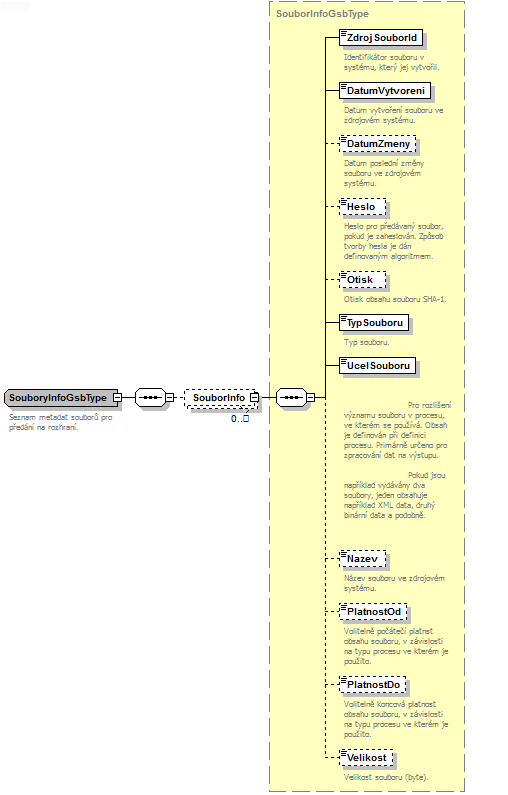 SouborInfoGsbType
ZdrojSouborId
Identifikátor souboru v
systému, který jej vytvořil.
DatumVytvoreni
Datum vytvoření souboru ve
zdrojovém systému.
DatumZmeny
Datum poslední změny
souboru ve zdrojovém
systému.
Heslo
Heslo pro předávaný soubor,
pokud je zaheslován. Způsob
tvorby hesla je dán
definovaným algoritmem.
Otisk
Otisk obsahu souboru SHA-1.
TypSouboru
Typ souboru.
UcelSouboru
SouboryInfoGsbType
Seznam metadat souborů pro
předání na rozhraní.
SouborInfo
0..
Pro rozlišení
významu souboru v procesu,
ve kterém se používá. Obsah
je definován při definici
procesu. Primárně určeno pro
zpracování dat na výstupu.
Pokud jsou
například vydávány dva
soubory, jeden obsahuje
například XML data, druhý
binární data a podobně.
Nazev
Název souboru ve zdrojovém
systému.
PlatnostOd
Volitelně počáteční platnst
obsahu souboru, v závislosti
na typu procesu ve kterém je
použito.
PlatnostDo
Volitelně koncová platnost
obsahu souboru, v závislosti
na typu procesu ve kterém je
použito.
Velikost
Velikost souboru (byte).